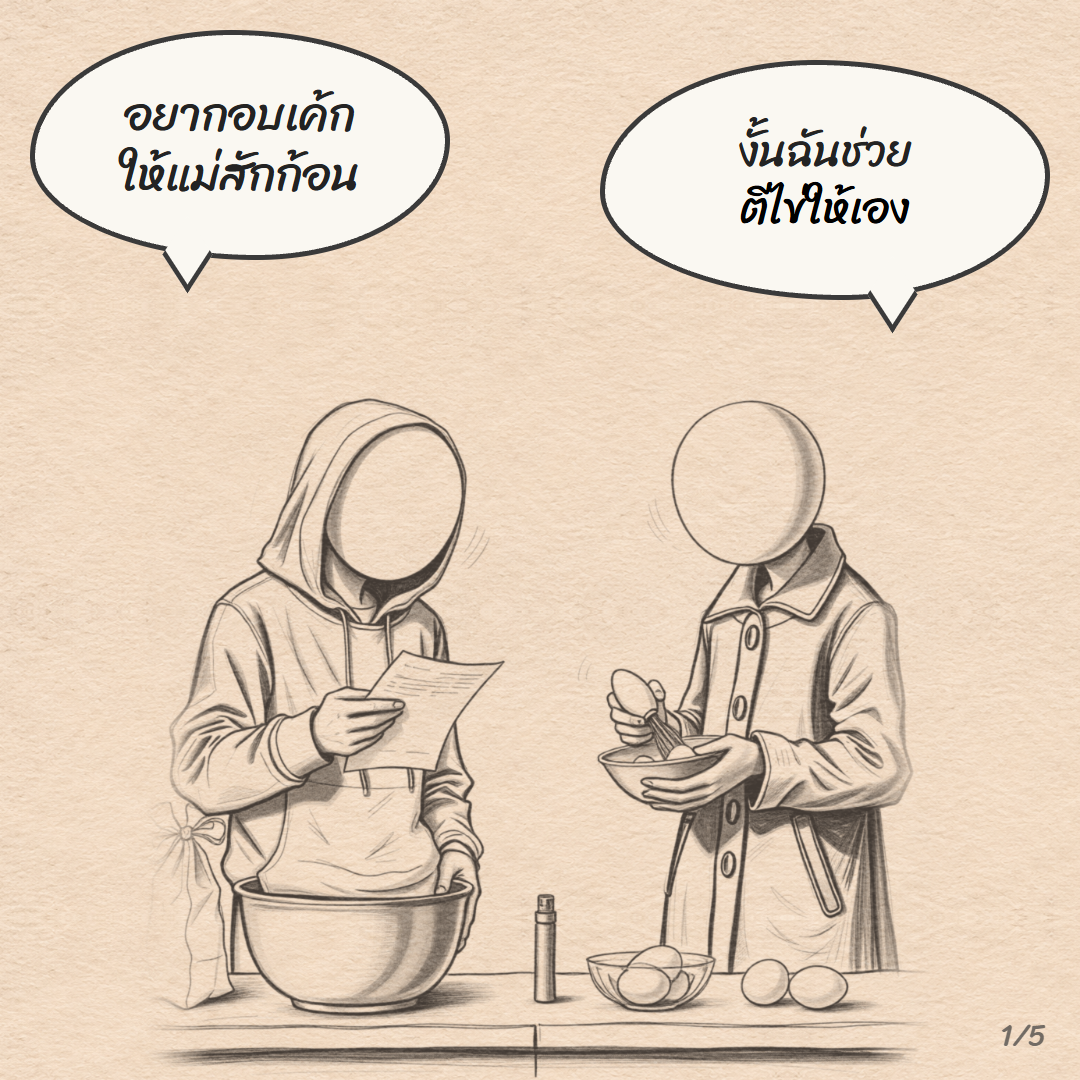 อยากอบเค้ก
ให้แม่สักก้อน
งั้นฉันช่วย
ตีไข่ให้เอง
1/5